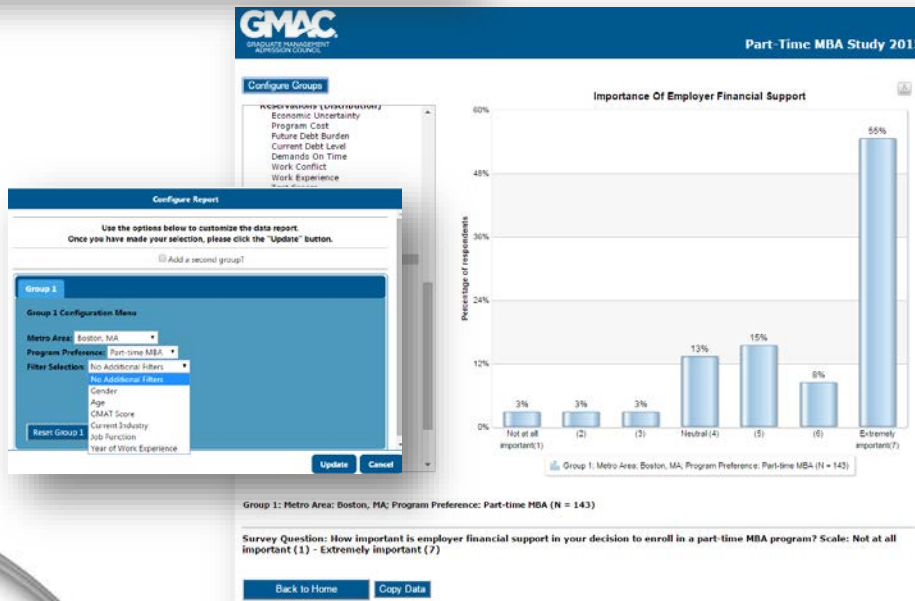 GMAC
GRADUATE MANAGEMENT
ADMISSION COUNCIL
Part-Time MBA Study
Configure Groups
Reservations (Distribution)
Economic Uncertainty
Program Cost
Future Debt Burden
Current Debt Level
Demands On Time
Work Conflict
Work Experience
Importance Of Employer Financial Support
60%
48%
36%
24%
12%
0%
Percentage of respondents
3%
3%
3%
13%
15%
8%
55%
Not at all
important(1)
(2)
(3)
Neutral (4)
(5)
(6)
Extremely
important(7)
Group 1: Metro Area: Boston, MA; Program Preference: Part-time MBA (N = 143)
Configure Report
Use the options below to customize the data report.
Once you have made your selection, please click the "Update" button.
Add a second group?
Group 1
Group 1 Configuration Menu
Metro Area: Boston, MA
Program Preference: Part-time MBA
Filter Selection: No Additional Filters
No Additional Filters
Gender
Age
GMAT Score
Current Industry
Job Function
Year of Work Experience
Reset Group 1
Update Cancel
Group 1: Metro Area: Boston, MA; Program Preference: Part-time MBA (N = 143)
Survey Question: How important is employer financial support in your decision to enroll in a part-time MBA program? Scale: Not at all
important (1) - Extremely important (7)
Back to Home Copy Data